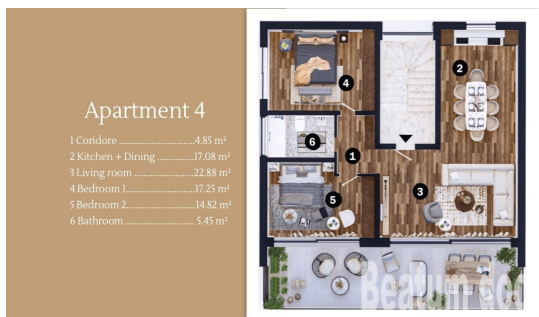 Apartment 4
1 Coridore ........................4.85 m²
2 Kitchen + Dining ..............17.08 m²
3 Living room .....................22.88 m²
4 Bedroom 1.......................17.25 m²
5 Bedroom 2.......................14.82 m²
6 Bathroom ........................ 5.45 m²
2
4
6
1
5
3